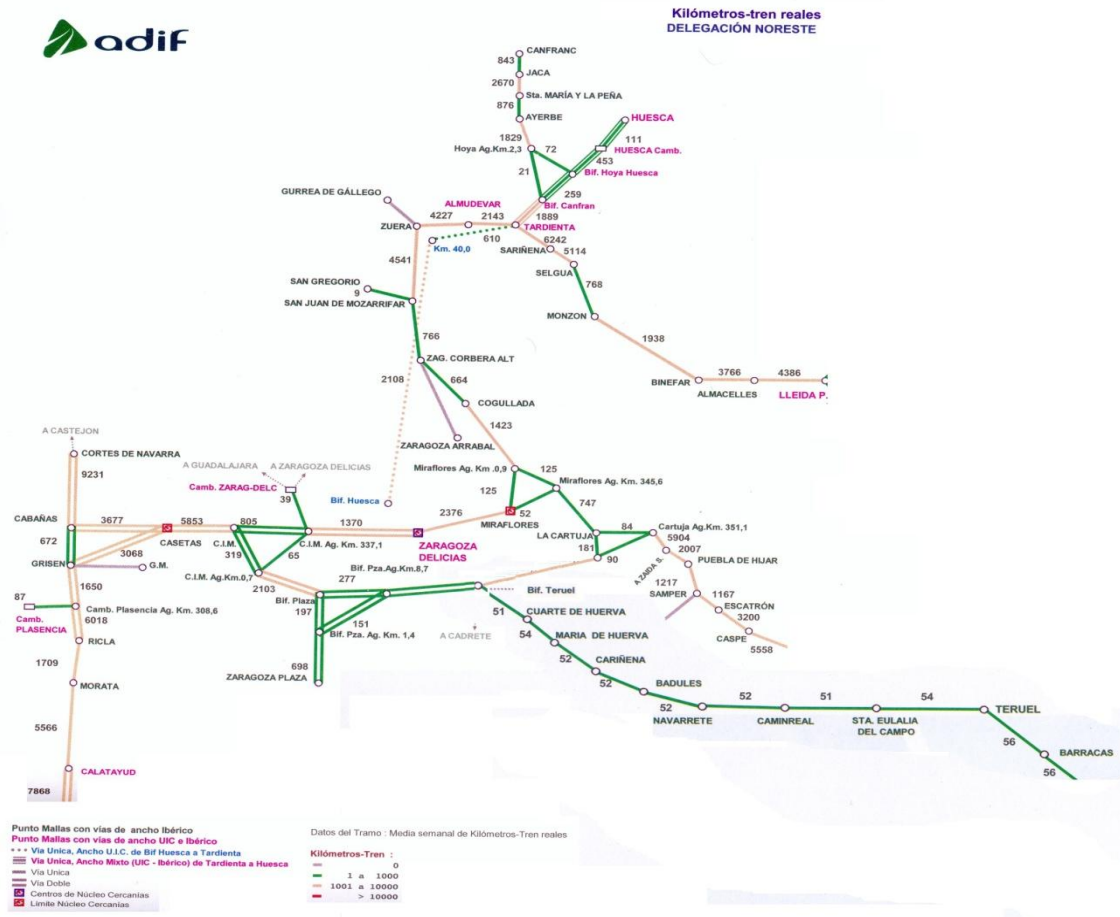 adif
Kilómetros-tren reales
DELEGACIÓN NORESTE
CANFRANC
843
JACA
2670
Sta. MARÍA Y LA PEÑA
876
AYERBE
HUESCA
1829
72
111
Hoya Ag.Km.2,3
HUESCA Camb.
453
21
Bif. Hoya Huesca
GURREA DE GÁLLEGO
259
ALMUDEVAR
Bif. Canfran
4227
2143
1889
ZUERA
TARDIENTA
610
6242
Km. 40,0
SARIÑENA
5114
4541
SELGUA
SAN GREGORIO
768
9
SAN JUAN DE MOZARRIFAR
MONZON
766
1938
ZAG. CORBERA ALT
2108
664
3766
4386
BINEFAR
ALMACELLES
LLEIDA P.
COGULLADA
1423
A CASTEJON
ZARAGOZA ARRABAL
CORTES DE NAVARRA
A GUADALAJARA
A ZARAGOZA DELICIAS
Miraflores Ag. Km .0,9
125
9231
Miraflores Ag. Km. 345,6
Camb. ZARAG-DELC
39
Bif. Huesca
125
747
52
3677
5853
805
1370
2376
MIRAFLORES
CABAÑAS
84
Cartuja Ag.Km. 351,1
LA CARTUJA
5904
672
CASETAS
C.I.M.
C.I.M. Ag. Km. 337,1
ZARAGOZA
DELICIAS
181
2007
3068
319
65
90
PUEBLA DE HIJAR
GRISEN
G.M.
Bif. Pza.Ag.Km.8,7
A ZAIDA S.
C.I.M. Ag.Km.0,7
277
1650
2103
1217
Bif. Teruel
SAMPER
1167
87
Bif. Plaza
Camb. Plasencia Ag. Km. 308,6
197
51
CUARTE DE HUERVA
ESCATRÓN
6018
3200
Camb.
PLASENCIA
151
54
MARIA DE HUERVA
CASPE
RICLA
Bif. Pza. Ag. Km. 1,4
A CADRETE
5558
52
1709
CARIÑENA
698
52
BADULES
ZARAGOZA PLAZA
MORATA
52
52
51
54
TERUEL
NAVARRETE
CAMINREAL
STA. EULALIA
DEL CAMPO
5566
56
BARRACAS
CALATAYUD
56
7868
Punto Mallas con vías de ancho Ibérico
Punto Mallas con vías de ancho UIC e Ibérico
Vía Unica, Ancho U.I.C. de Bif Huesca a Tardienta
Vía Unica, Ancho Mixto (UIC - Ibérico) de Tardienta a Huesca
Vía Unica
Vía Doble
Centros de Núcleo Cercanías
Límite Núcleo Cercanías
Datos del Tramo : Media semanal de Kilómetros-Tren reales
Kilómetros-Tren :
0
1 a 1000
1001 a 10000
> 10000